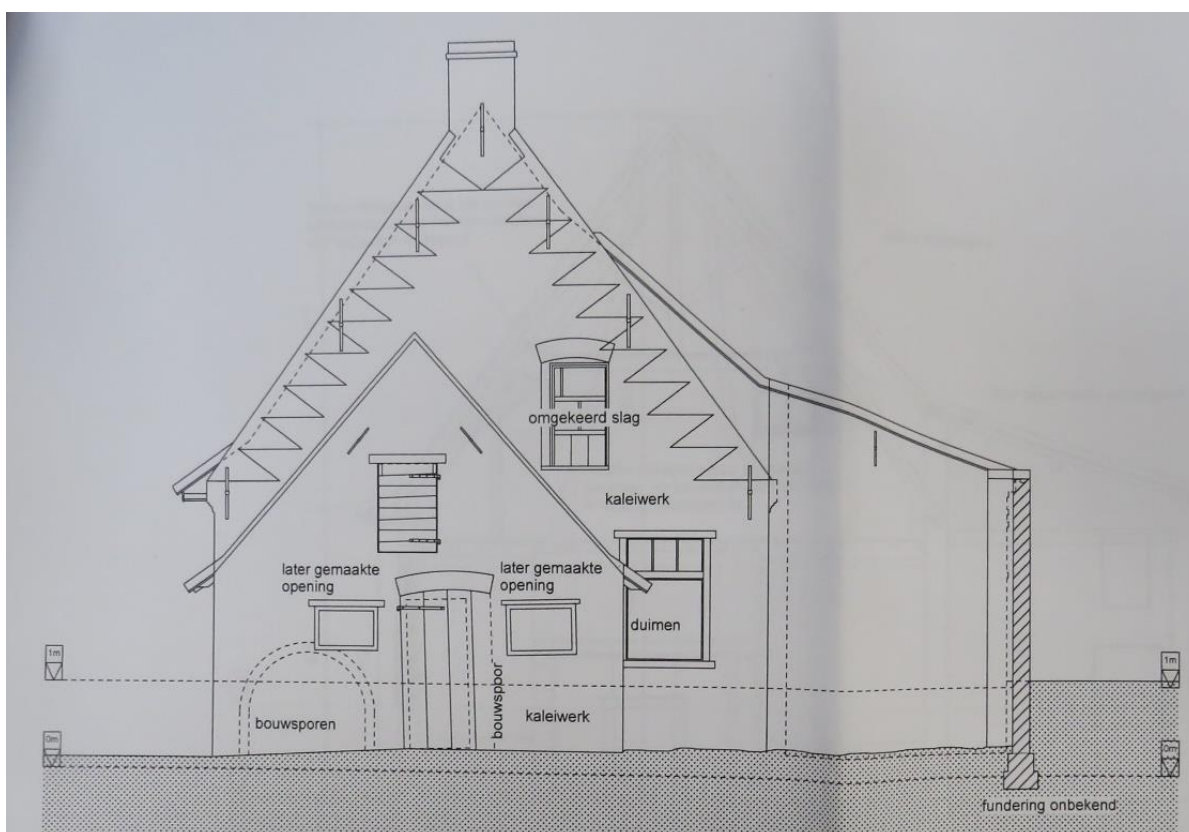 omgekeerd slag
kaleiwerk
later gemaakte
opening
later gemaakte
opening
duimen
1m
1m
bouwspoor
bouwsporen
kaleiwerk
0m
0m
fundering onbekend